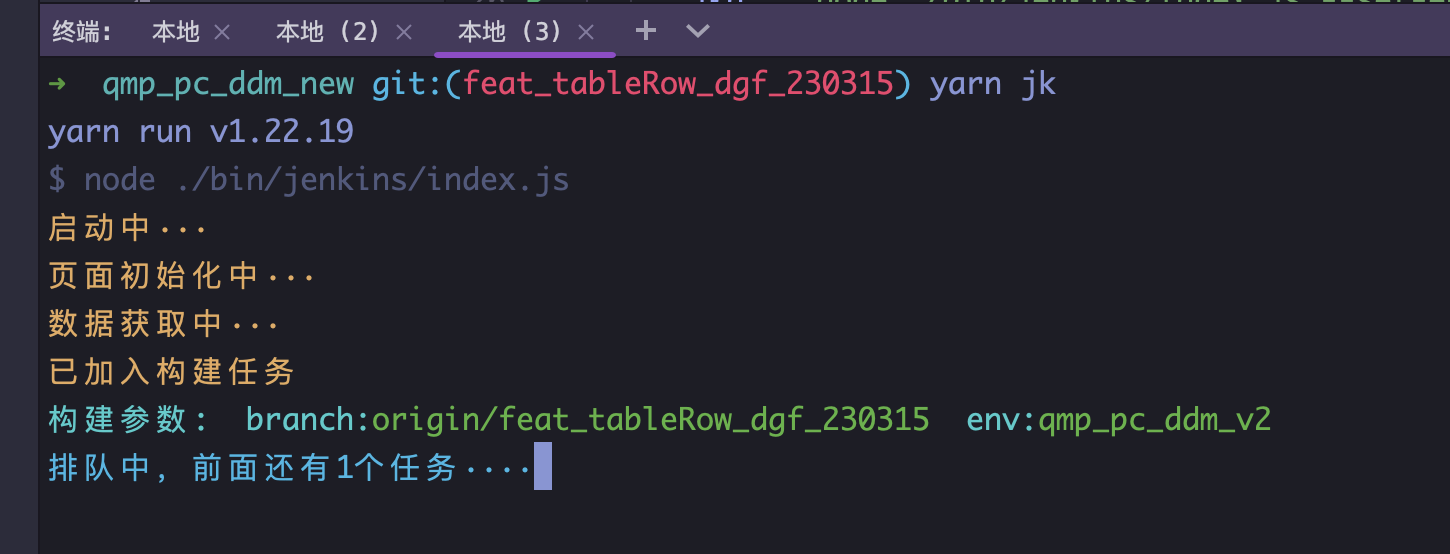 终端: 本地 × 本地 (2) × 本地 (3) × +
→ qmp_pc_ddm_new git:(feat_tableRow_dgf_230315) yarn jk
yarn run v1.22.19
$ node ./bin/jenkins/index.js
启动中···
页面初始化中···
数据获取中···
已加入构建任务
构建参数: branch:origin/feat_tableRow_dgf_230315 env:qmp_pc_ddm_v2
排队中, 前面还有1个任务····